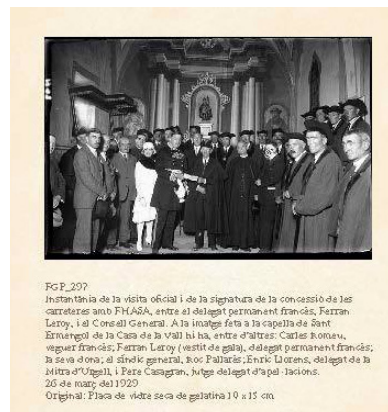 FGP_297
Instantània de la visita oficial i de la signatura de la concessió de les
carreteres amb FHASA, entre el delegat permanent francès, Ferran
Leroy, i el Consell General. A la imatge feta a la capella de Sant
Ermengol de la Casa de la Vall hi ha, entre d'altres: Carles Romeu,
veguer francès; Ferran Leroy (vestit de gala), delegat permanent francès;
la seva dona; el síndic general, Roc Pallarès; Enric Llorens, delegat de la
Mitra d'Urgell, i Pere Casagran, jutge delegat d'apel·lacions.
26 de març del 1929
Original: Placa de vidre seca de gelatina 10 x 15 cm